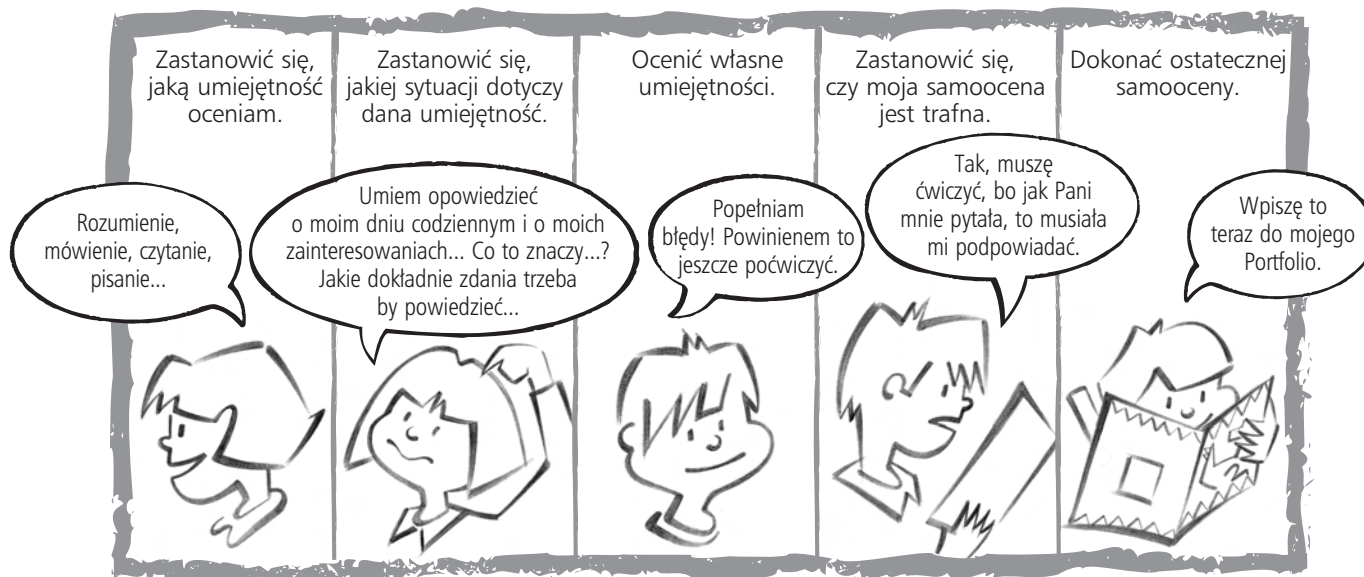 Zastanowić się,
jaką umiejętność
oceniam.
Rozumienie,
mówienie, czytanie,
pisanie...
Zastanowić się,
jakiej sytuacji dotyczy
dana umiejętność.
Umiem opowiedzieć
o moim dniu codziennym i o moich
zainteresowaniach... Co to znaczy...?
Jakie dokładnie zdania trzeba
by powiedzieć...
Ocenić własne
umiejętności.
Popełniam
błędy! Powinienem to
jeszcze poćwiczyć.
Zastanowić się,
czy moja samoocena
jest trafna.
Tak, muszę
ćwiczyć, bo jak Pani
mnie pytała, to musiała
mi podpowiadać.
Dokonać ostatecznej
samooceny.
Wpiszę to
teraz do mojego
Portfolio.